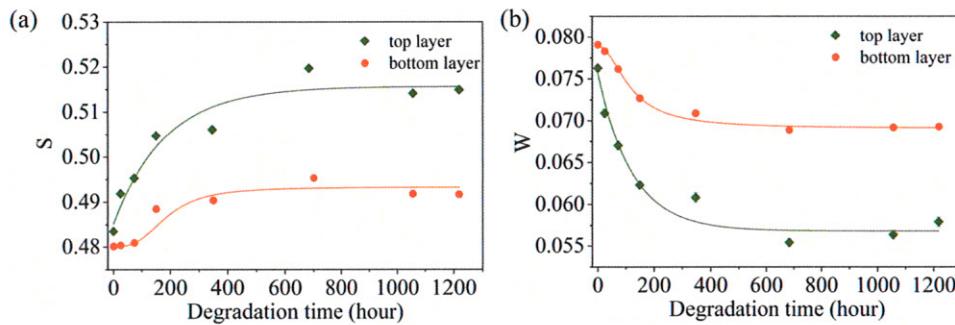 (a)
0.53
0.52
0.51
0.50
0.49
0.48
S
top layer
bottom layer
0 200 400 600 800 1000 1200
Degradation time (hour)
(b)
0.080
0.075
0.070
0.065
0.060
0.055
W
top layer
bottom layer
0 200 400 600 800 1000 1200
Degradation time (hour)